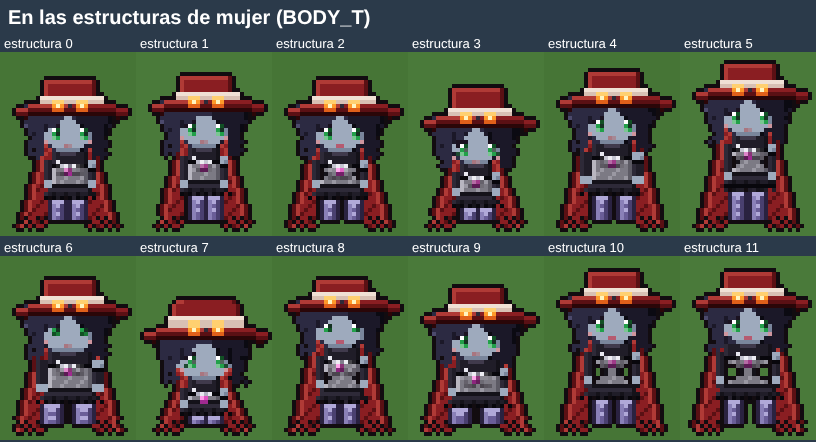 En las estructuras de mujer (BODY_T)
estructura 0
estructura 1
estructura 2
estructura 3
estructura 4
estructura 5
estructura 6
estructura 7
estructura 8
estructura 9
estructura 10
estructura 11